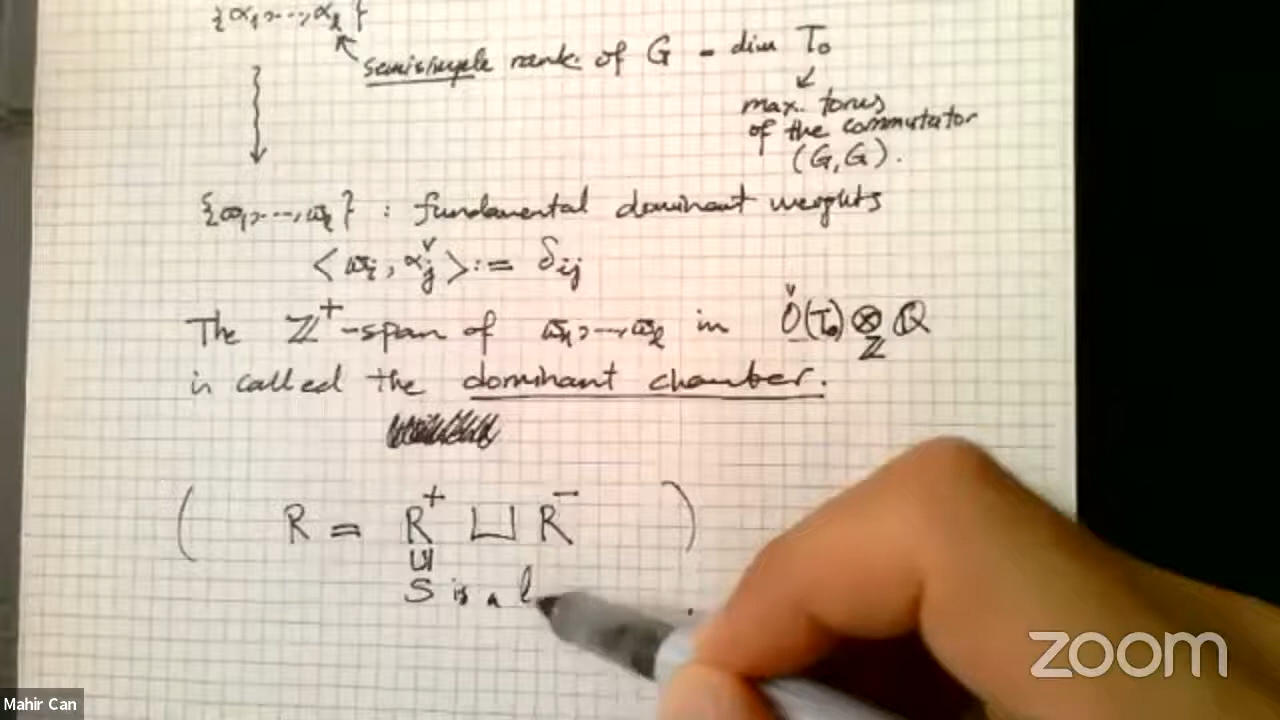 {α₁,...,αℓ}
semisimple rank of G = dim T₀
max. torus
of the commutator
(G,G).
{ϖ₁,...,ϖℓ} : fundamental dominant weights
⟨ϖᵢ, αⱼ^∨⟩ := δᵢⱼ
The ℤ⁺-span of ϖ₁,...,ϖℓ in (T₀) ⊗_ℤ ℚ
is called the dominant chamber.
( R = R⁺ ⊔ R⁻ )
S is a l
zoom
Mahir Can